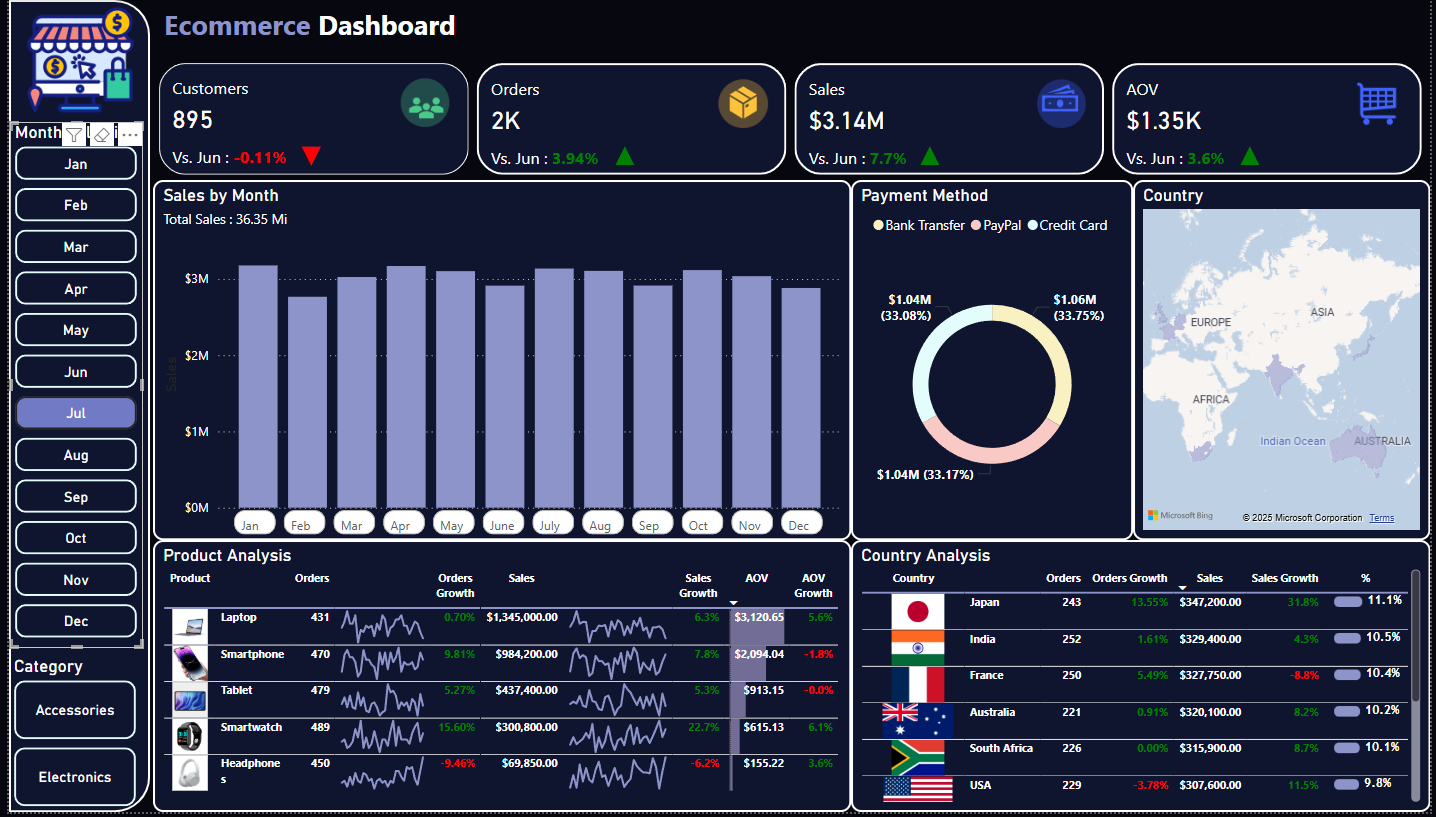 Ecommerce Dashboard
Customers
895
Vs. Jun : -0.11%
Orders
2K
Vs. Jun : 3.94%
Sales
$3.14M
Vs. Jun : 7.7%
AOV
$1.35K
Vs. Jun : 3.6%
Month
Jan
Feb
Mar
Apr
May
Jun
Jul
Aug
Sep
Oct
Nov
Dec
Category
Accessories
Electronics
Sales by Month
Total Sales : 36.35 Mi
Sales
$3M
$2M
$1M
$0M
Jan Feb Mar Apr May June July Aug Sep Oct Nov Dec
Payment Method
Bank Transfer PayPal Credit Card
$1.04M
(33.08%)
$1.06M
(33.75%)
$1.04M (33.17%)
Country
EUROPE
ASIA
AFRICA
Indian Ocean
AUSTRALIA
Microsoft Bing
© 2025 Microsoft Corporation Terms
Product Analysis
Product Orders Orders Growth Sales Sales Growth AOV AOV Growth
Laptop 431 0.70% $1,345,000.00 6.3% $3,120.65 5.6%
Smartphone 470 9.81% $984,200.00 7.8% $2,094.04 -1.8%
Tablet 479 5.27% $437,400.00 5.3% $913.15 -0.0%
Smartwatch 489 15.60% $300,800.00 22.7% $615.13 6.1%
Headphone
s
450 -9.46% $69,850.00 -6.2% $155.22 3.6%
Country Analysis
Country Orders Orders Growth Sales Sales Growth %
Japan 243 13.55% $347,200.00 31.8% 11.1%
India 252 1.61% $329,400.00 4.3% 10.5%
France 250 5.49% $327,750.00 -8.8% 10.4%
Australia 221 0.91% $320,100.00 8.2% 10.2%
South Africa 226 0.00% $315,900.00 8.7% 10.1%
USA 229 -3.78% $307,600.00 11.5% 9.8%